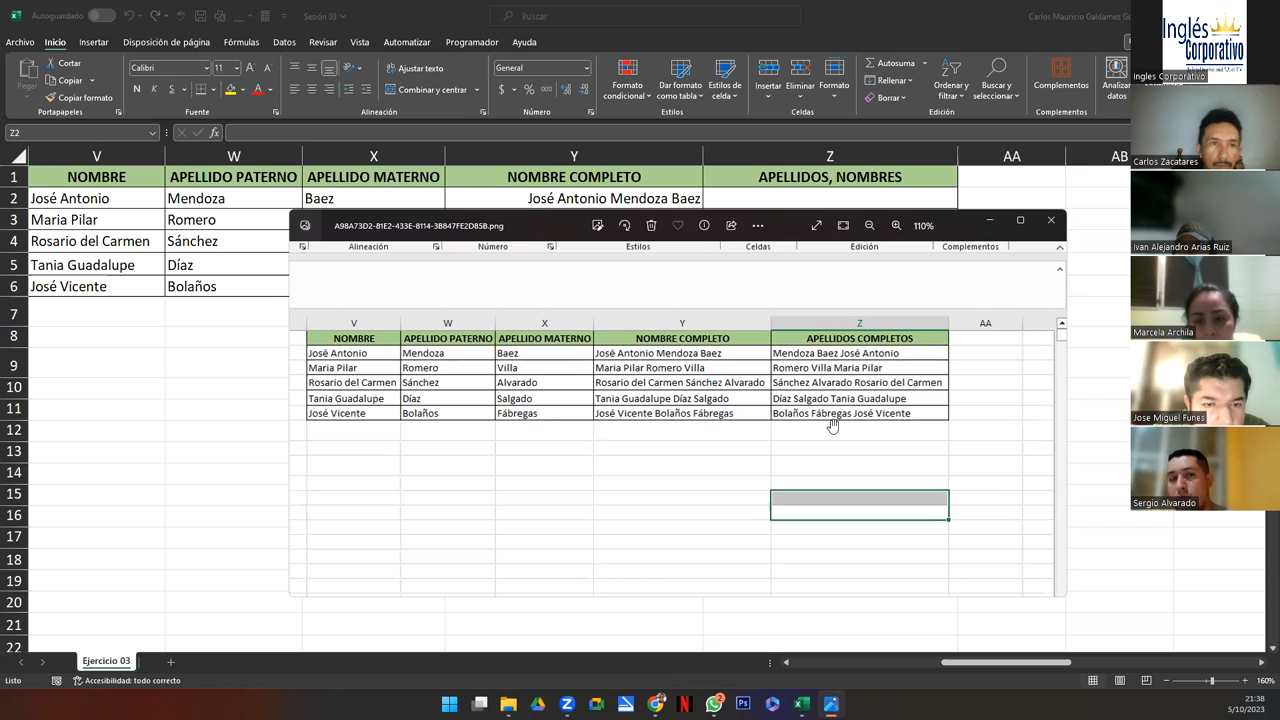 Autoguardado
Sesión 03
Buscar
Carlos Mauricio Galdamez
Archivo Inicio Insertar Disposición de página Fórmulas Datos Revisar Vista Automatizar Programador Ayuda
Pegar
Cortar
Copiar
Copiar formato
Portapapeles
Calibri 11
N K S
Fuente
Ajustar texto
Combinar y centrar
Alineación
General
$ % 000
Número
Formato condicional
Dar formato como tabla
Estilos de celda
Estilos
Insertar Eliminar Formato
Celdas
Autosuma
Rellenar
Borrar
Ordenar y filtrar
Buscar y seleccionar
Edición
Complementos
Complementos
Analizar datos
Z2 fx
V W X Y Z AA AB
1 NOMBRE APELLIDO PATERNO APELLIDO MATERNO NOMBRE COMPLETO APELLIDOS, NOMBRES
2 José Antonio Mendoza Baez José Antonio Mendoza Baez
3 Maria Pilar Romero
4 Rosario del Carmen Sánchez
5 Tania Guadalupe Díaz
6 José Vicente Bolaños
7
8
9
10
11
12
13
14
15
16
17
18
19
20
21
22
A98A73D2-81E2-433E-8114-3B847FE2D85B.png
110%
Alineación Número Estilos Celdas Edición Complementos
V W X Y Z AA
NOMBRE APELLIDO PATERNO APELLIDO MATERNO NOMBRE COMPLETO APELLIDOS COMPLETOS
José Antonio Mendoza Baez José Antonio Mendoza Baez Mendoza Baez José Antonio
Maria Pilar Romero Villa Maria Pilar Romero Villa Romero Villa Maria Pilar
Rosario del Carmen Sánchez Alvarado Rosario del Carmen Sánchez Alvarado Sánchez Alvarado Rosario del Carmen
Tania Guadalupe Díaz Salgado Tania Guadalupe Díaz Salgado Díaz Salgado Tania Guadalupe
José Vicente Bolaños Fábregas José Vicente Bolaños Fábregas Bolaños Fábregas José Vicente
Inglés
Corporativo
Ingles Corporativo
Carlos Zacatares
Ivan Alejandro Arias Ruiz
Marcela Archila
Jose Miguel Funes
Sergio Alvarado
Ejercicio 03
Listo
Accesibilidad: todo correcto
160%
2
21:38
5/10/2023